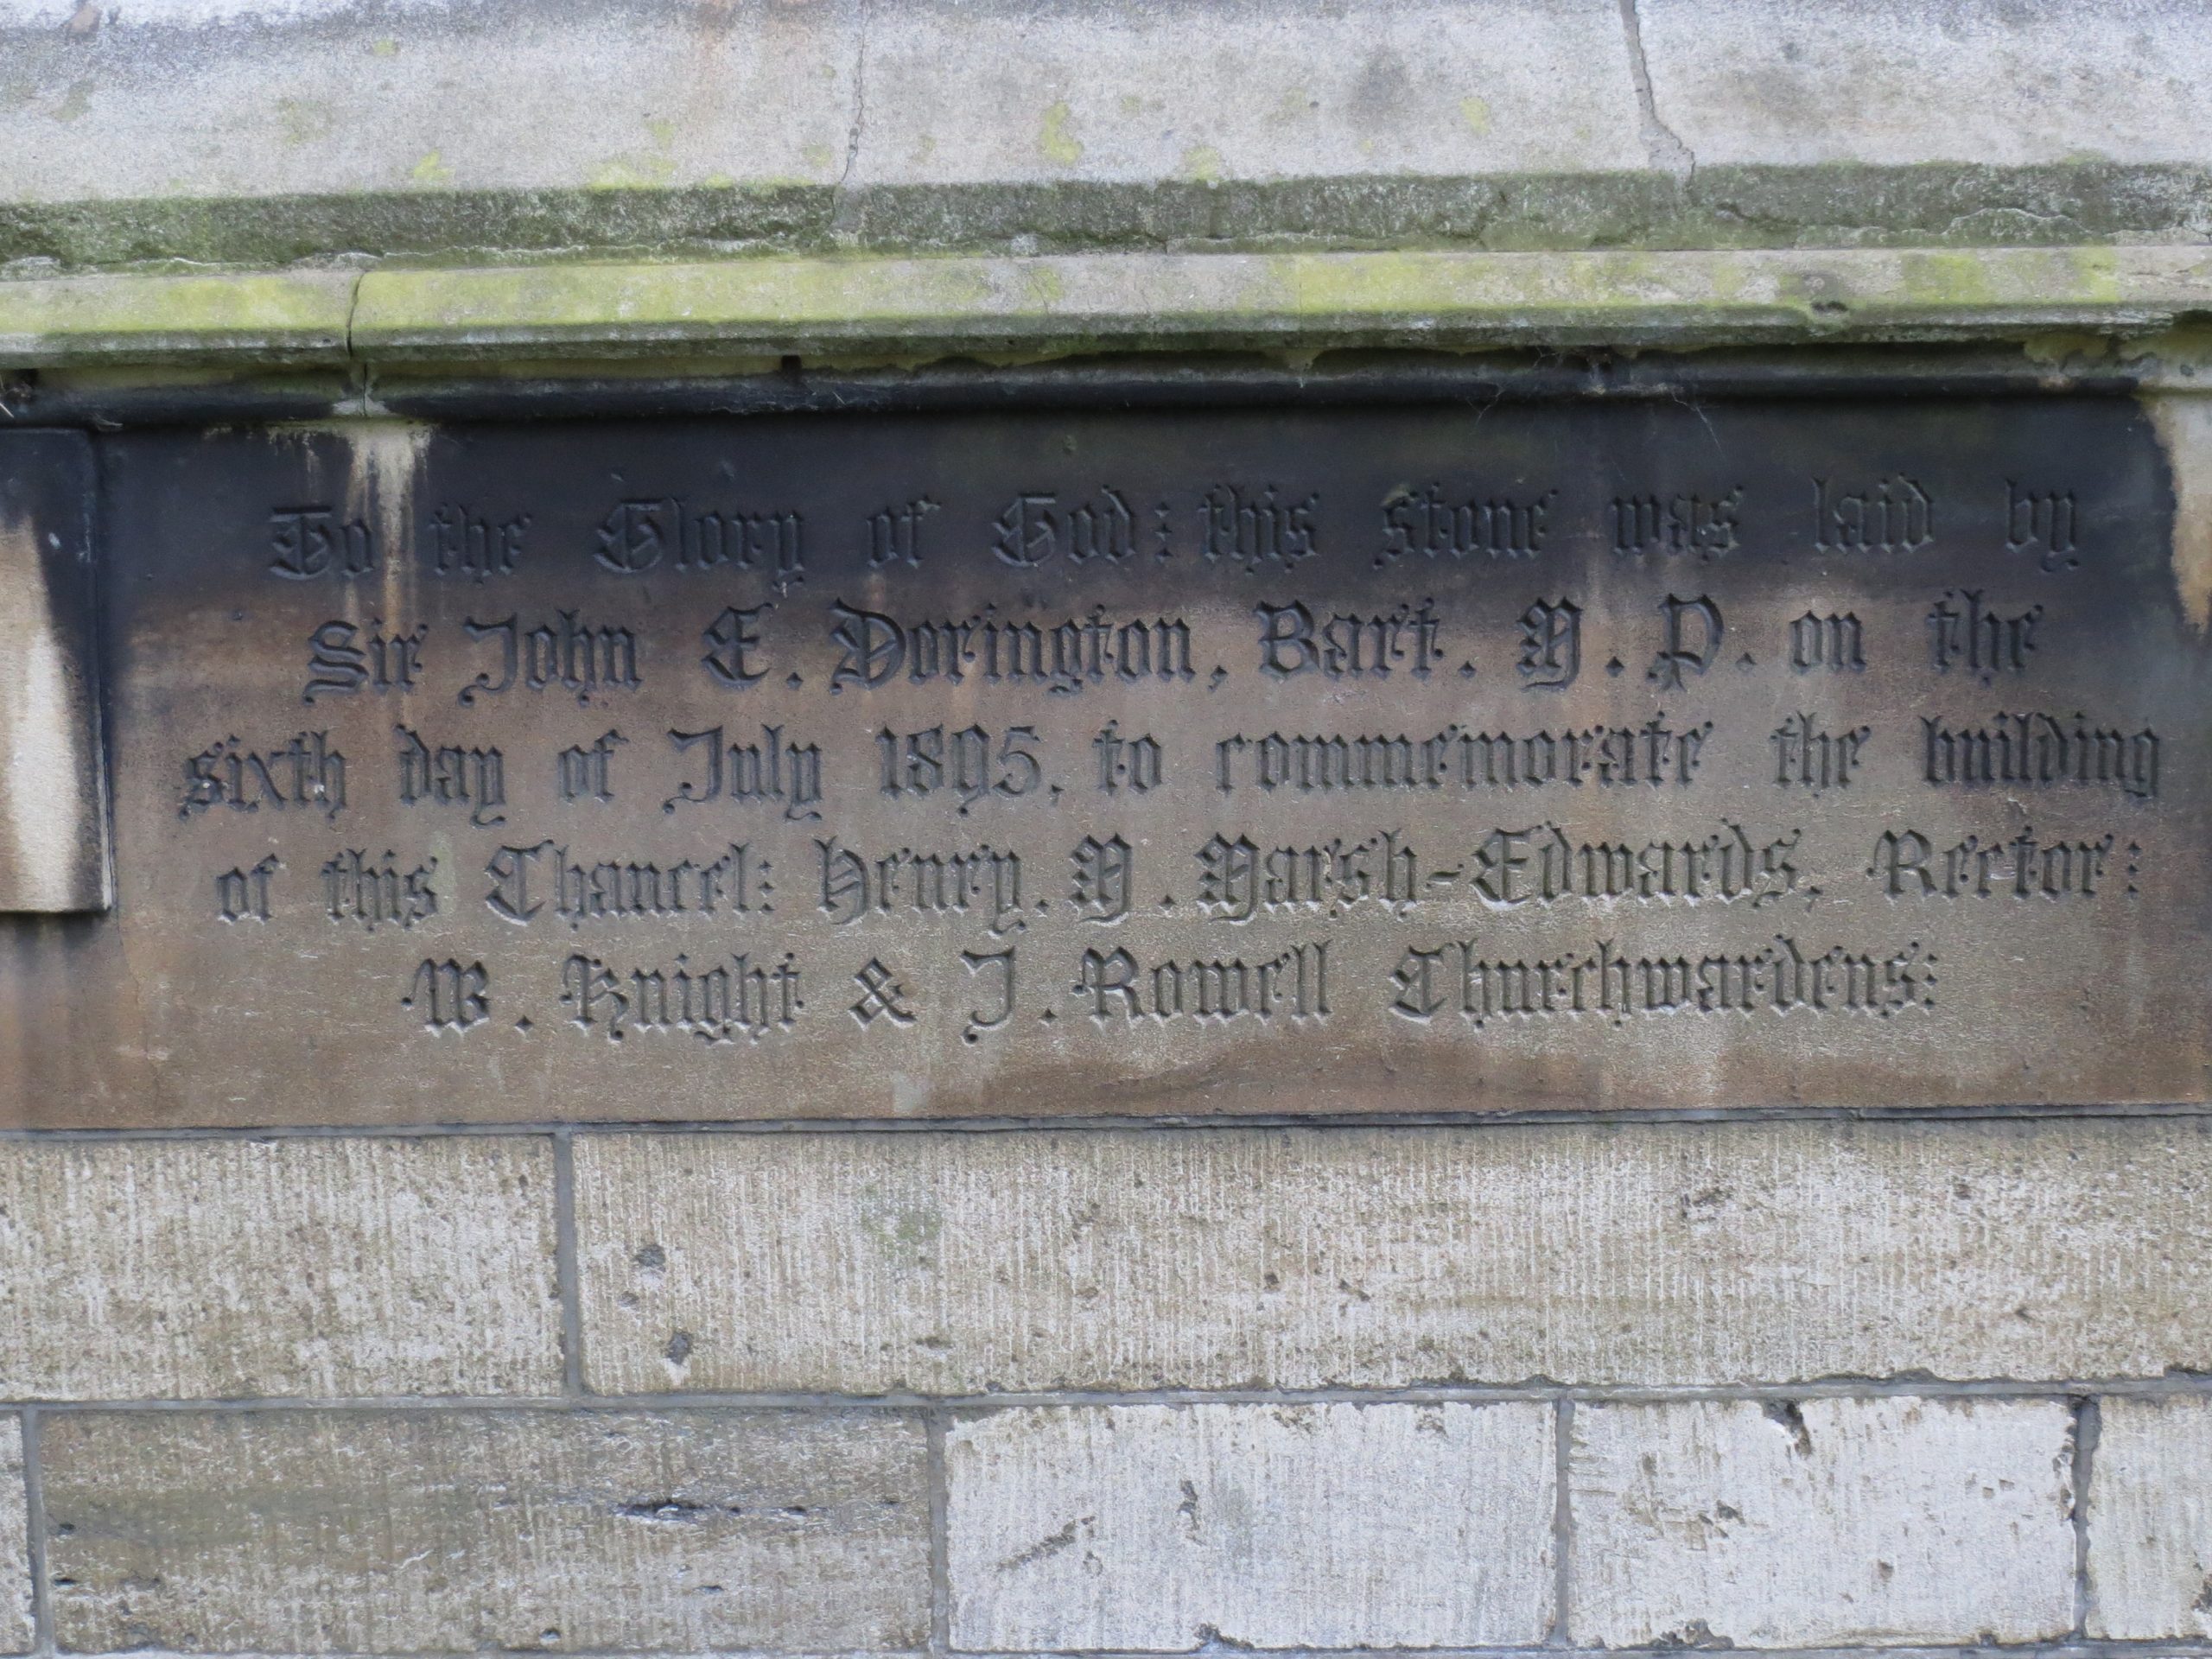 To the Glory of God: this stone was laid by
Sir John E. Dorington, Bart. M. P. on the
sixth day of July 1895, to commemorate the building
of this Chancel: Henry. M. Marsh-Edwards, Rector:
W. Knight & J. Rowell Churchwardens: